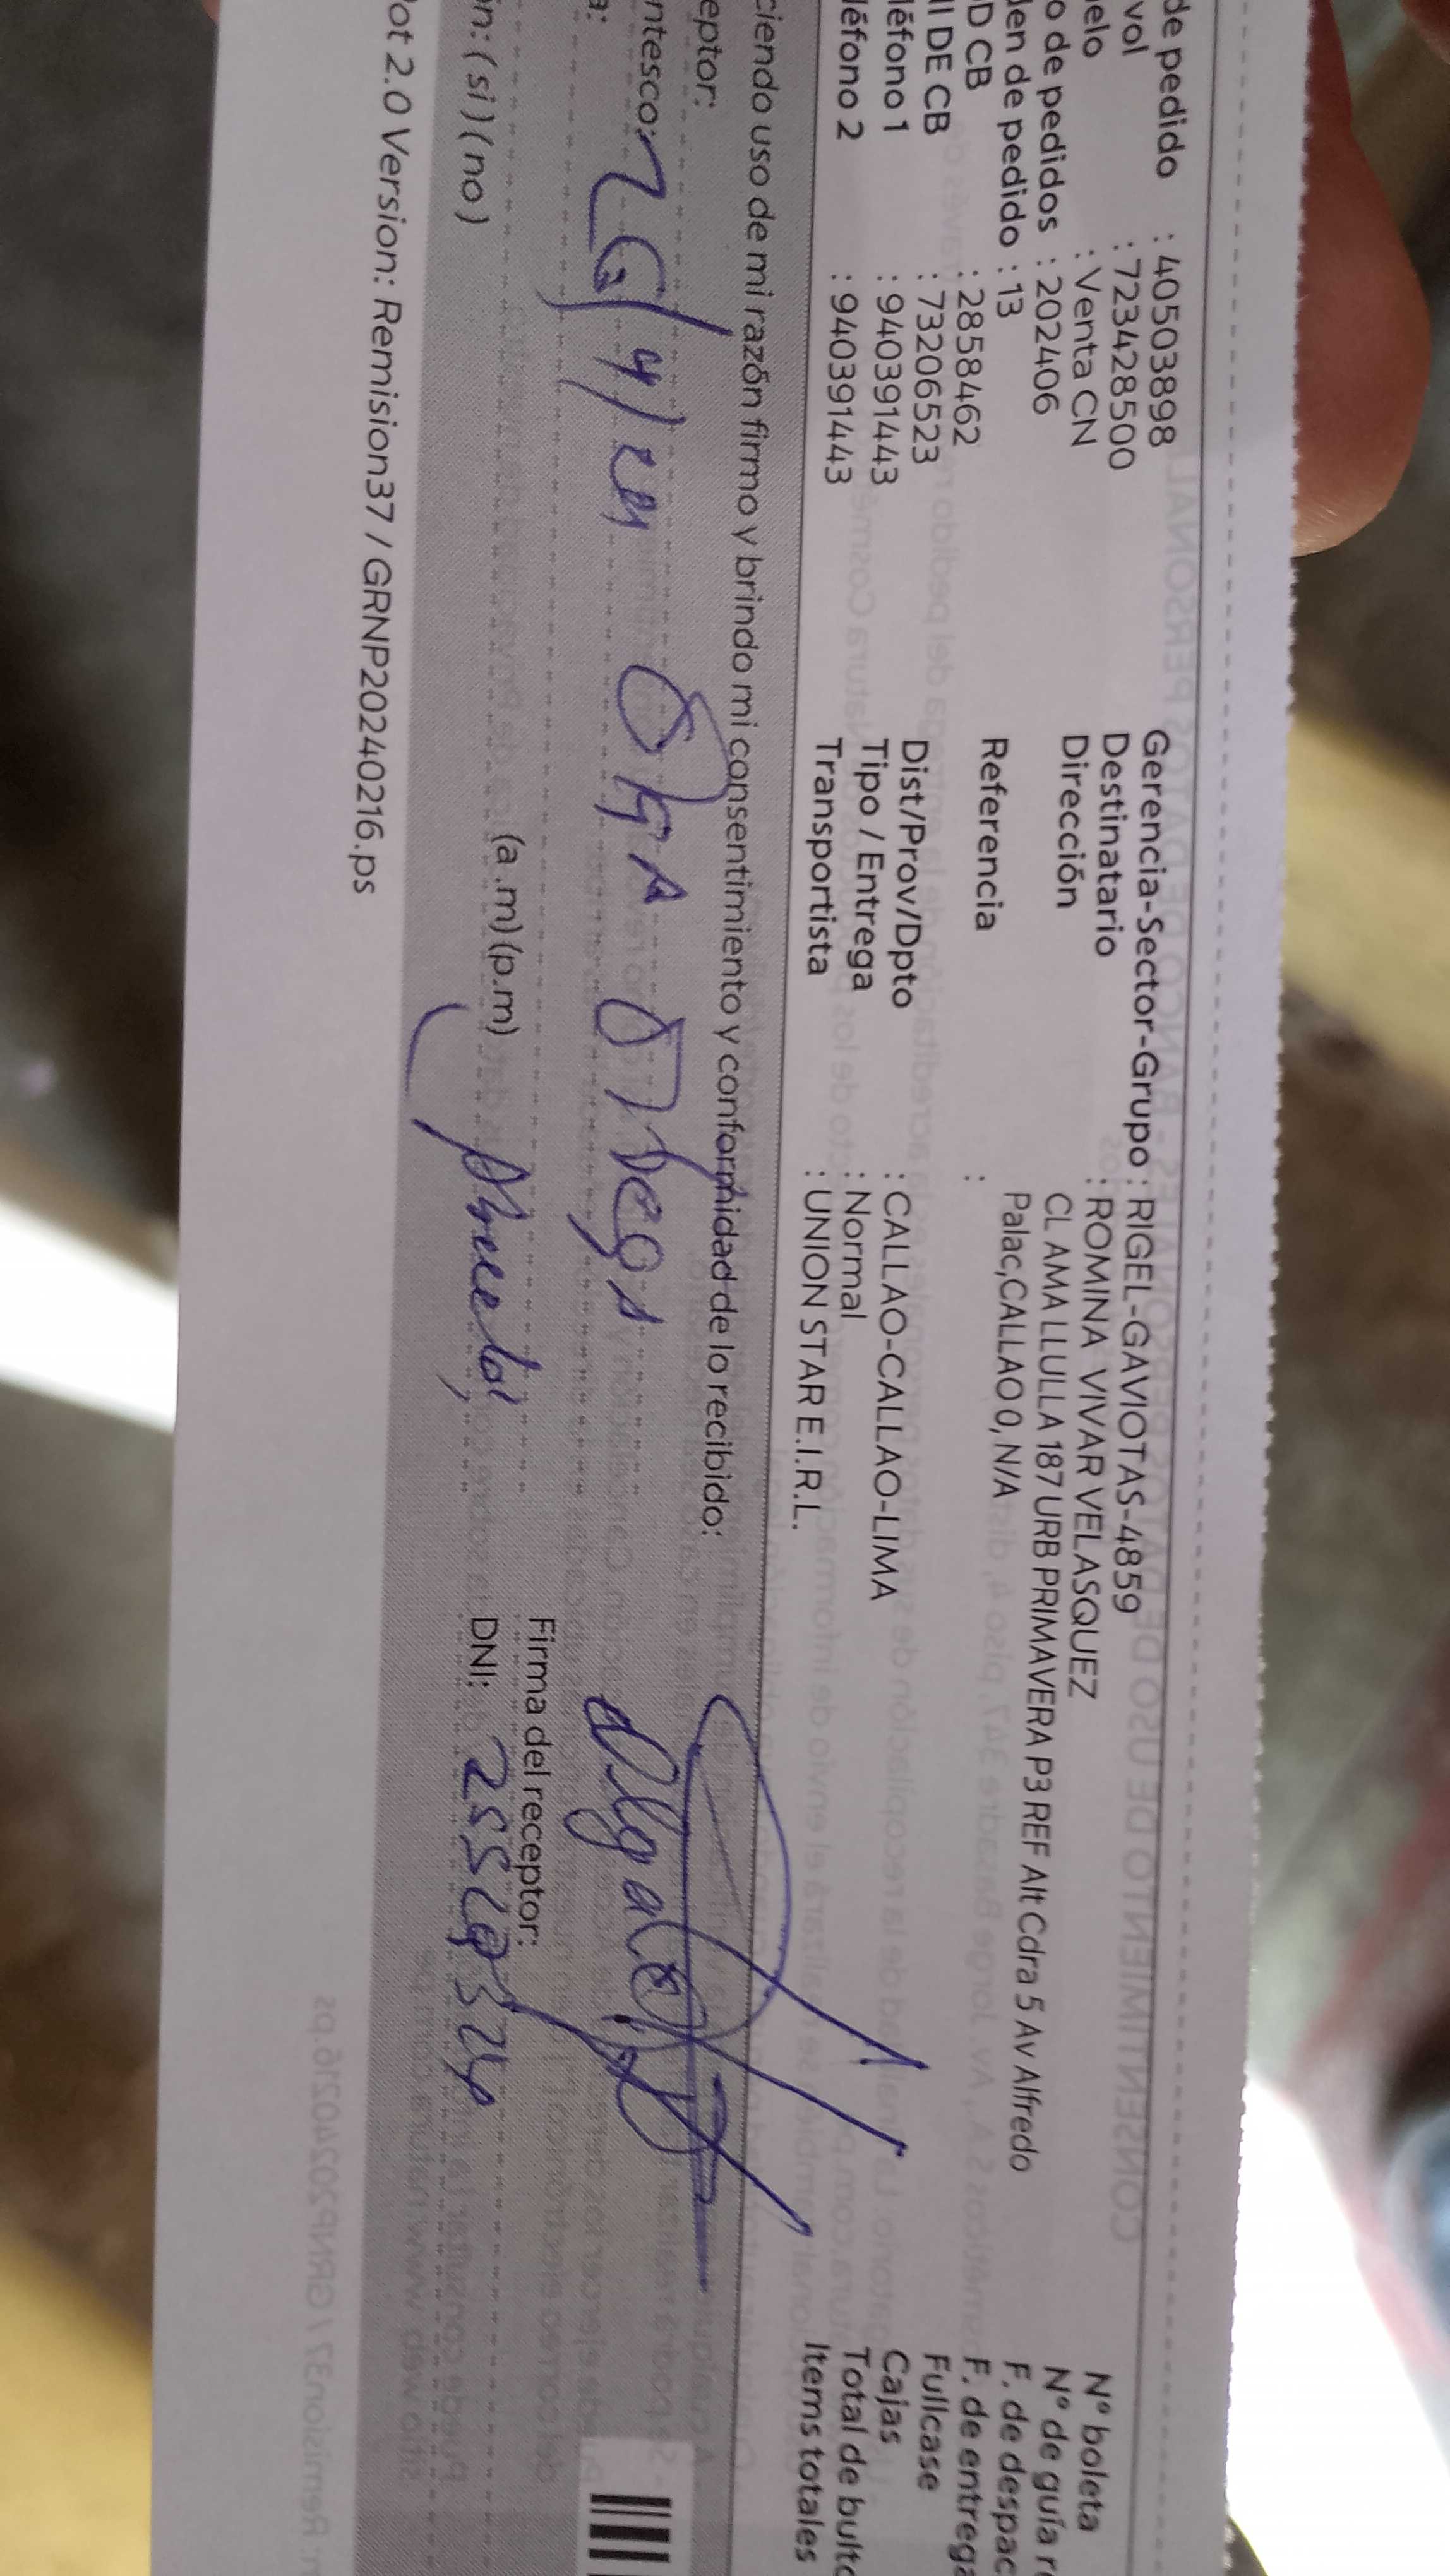 de pedido : 40503898
vol : 723428500
elo : Venta CN
o de pedidos : 202406
den de pedido : 13
D CB : 2858462
I DE CB : 73206523
léfono 1 : 940391443
léfono 2 : 940391443
Gerencia-Sector-Grupo : RIGEL-GAVIOTAS-4859
Destinatario : ROMINA VIVAR VELASQUEZ
Dirección CL AMA LLULLA 187 URB PRIMAVERA P3 REF Alt Cdra 5 Av Alfredo
Palac,CALLAO 0, N/A
Referencia :
Dist/Prov/Dpto : CALLAO-CALLAO-LIMA
Tipo / Entrega : Normal
Transportista : UNION STAR E.I.R.L.
N° boleta
N° de guía r
F. de despac
F. de entrega
Fullcase
Cajas
Total de bulto
Items totales
ciendo uso de mi razón firmo y brindo mi consentimiento y conformidad de lo recibido:
eptor:
ntesco:
a:
(a.m)(p.m)
ón: (si) (no)
Firma del receptor:
DNI:
Pot 2.0 Version: Remision37 / GRNP20240216.ps